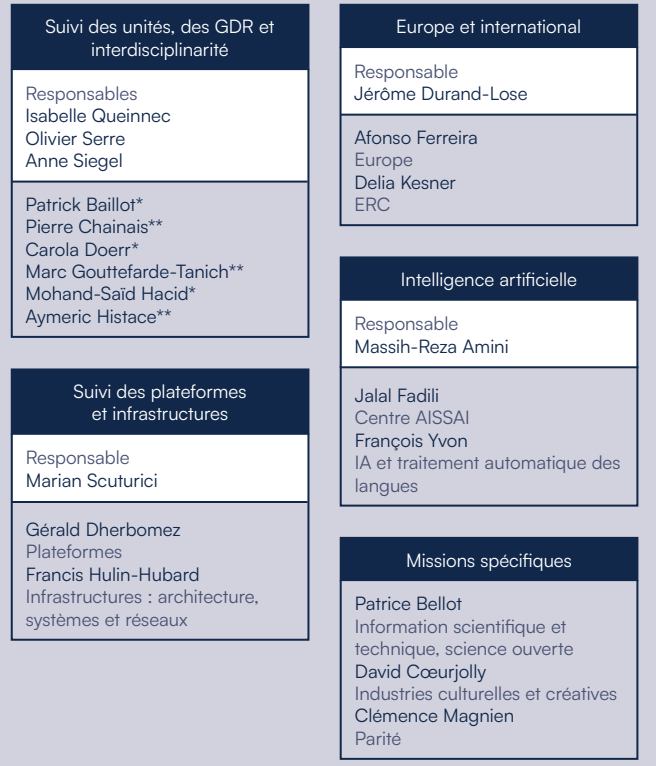 Suivi des unités, des GDR et
interdisciplinarité
Responsables
Isabelle Queinnec
Olivier Serre
Anne Siegel
Patrick Baillot*
Pierre Chainais**
Carola Doerr*
Marc Gouttefarde-Tanich**
Mohand-Saïd Hacid*
Aymeric Histace**
Suivi des plateformes
et infrastructures
Responsable
Marian Scuturici
Gérald Dherbomez
Plateformes
Francis Hulin-Hubard
Infrastructures : architecture,
systèmes et réseaux
Europe et international
Responsable
Jérôme Durand-Lose
Afonso Ferreira
Europe
Delia Kesner
ERC
Intelligence artificielle
Responsable
Massih-Reza Amini
Jalal Fadili
Centre AISSAI
François Yvon
IA et traitement automatique des
langues
Missions spécifiques
Patrice Bellot
Information scientifique et
technique, science ouverte
David Cœurjolly
Industries culturelles et créatives
Clémence Magnien
Parité